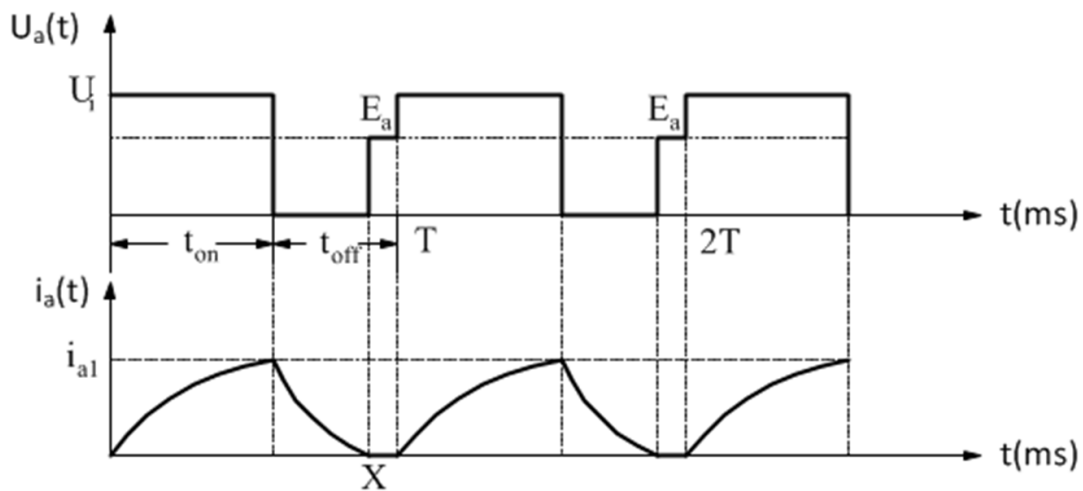 Ua(t)
Ui
Ea
Ea
t(ms)
ton
toff
T
2T
ia(t)
ia1
t(ms)
X